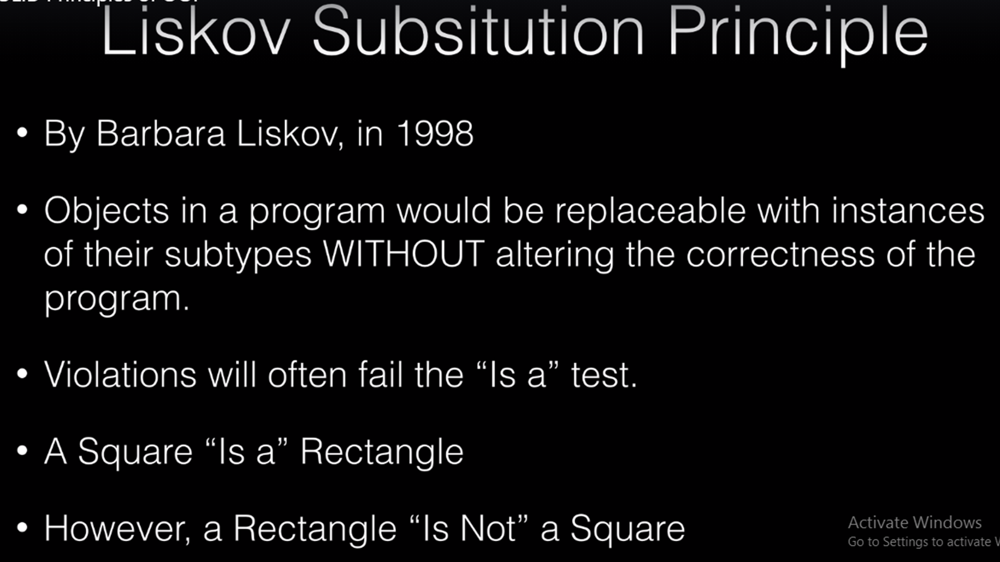 Principles of
Liskov Subsitution Principle
• By Barbara Liskov, in 1998
• Objects in a program would be replaceable with instances
of their subtypes WITHOUT altering the correctness of the
program.
• Violations will often fail the “Is a” test.
• A Square “Is a” Rectangle
• However, a Rectangle “Is Not” a Square
Activate Windows
Go to Settings to activate